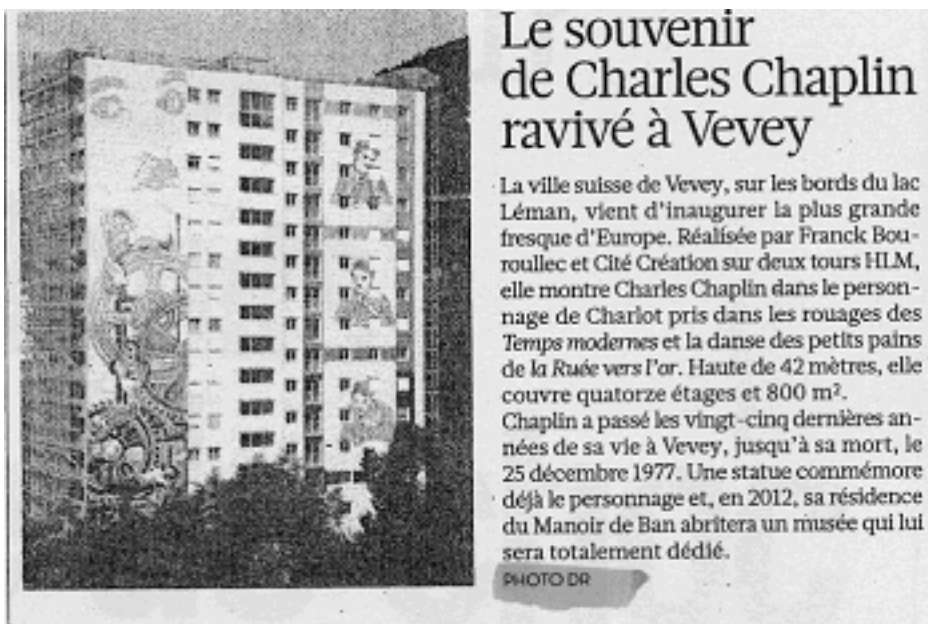 Le souvenir
de Charles Chaplin
ravivé à Vevey
La ville suisse de Vevey, sur les bords du lac
Léman, vient d'inaugurer la plus grande
fresque d'Europe. Réalisée par Franck Bou-
roullec et Cité Création sur deux tours HLM,
elle montre Charles Chaplin dans le person-
nage de Charlot pris dans les rouages des
Temps modernes et la danse des petits pains
de la Ruée vers l'or. Haute de 42 mètres, elle
couvre quatorze étages et 800 m².
Chaplin a passé les vingt-cinq dernières an-
nées de sa vie à Vevey, jusqu'à sa mort, le
25 décembre 1977. Une statue commémore
déjà le personnage et, en 2012, sa résidence
du Manoir de Ban abritera un musée qui lui
sera totalement dédié.
PHOTO DR